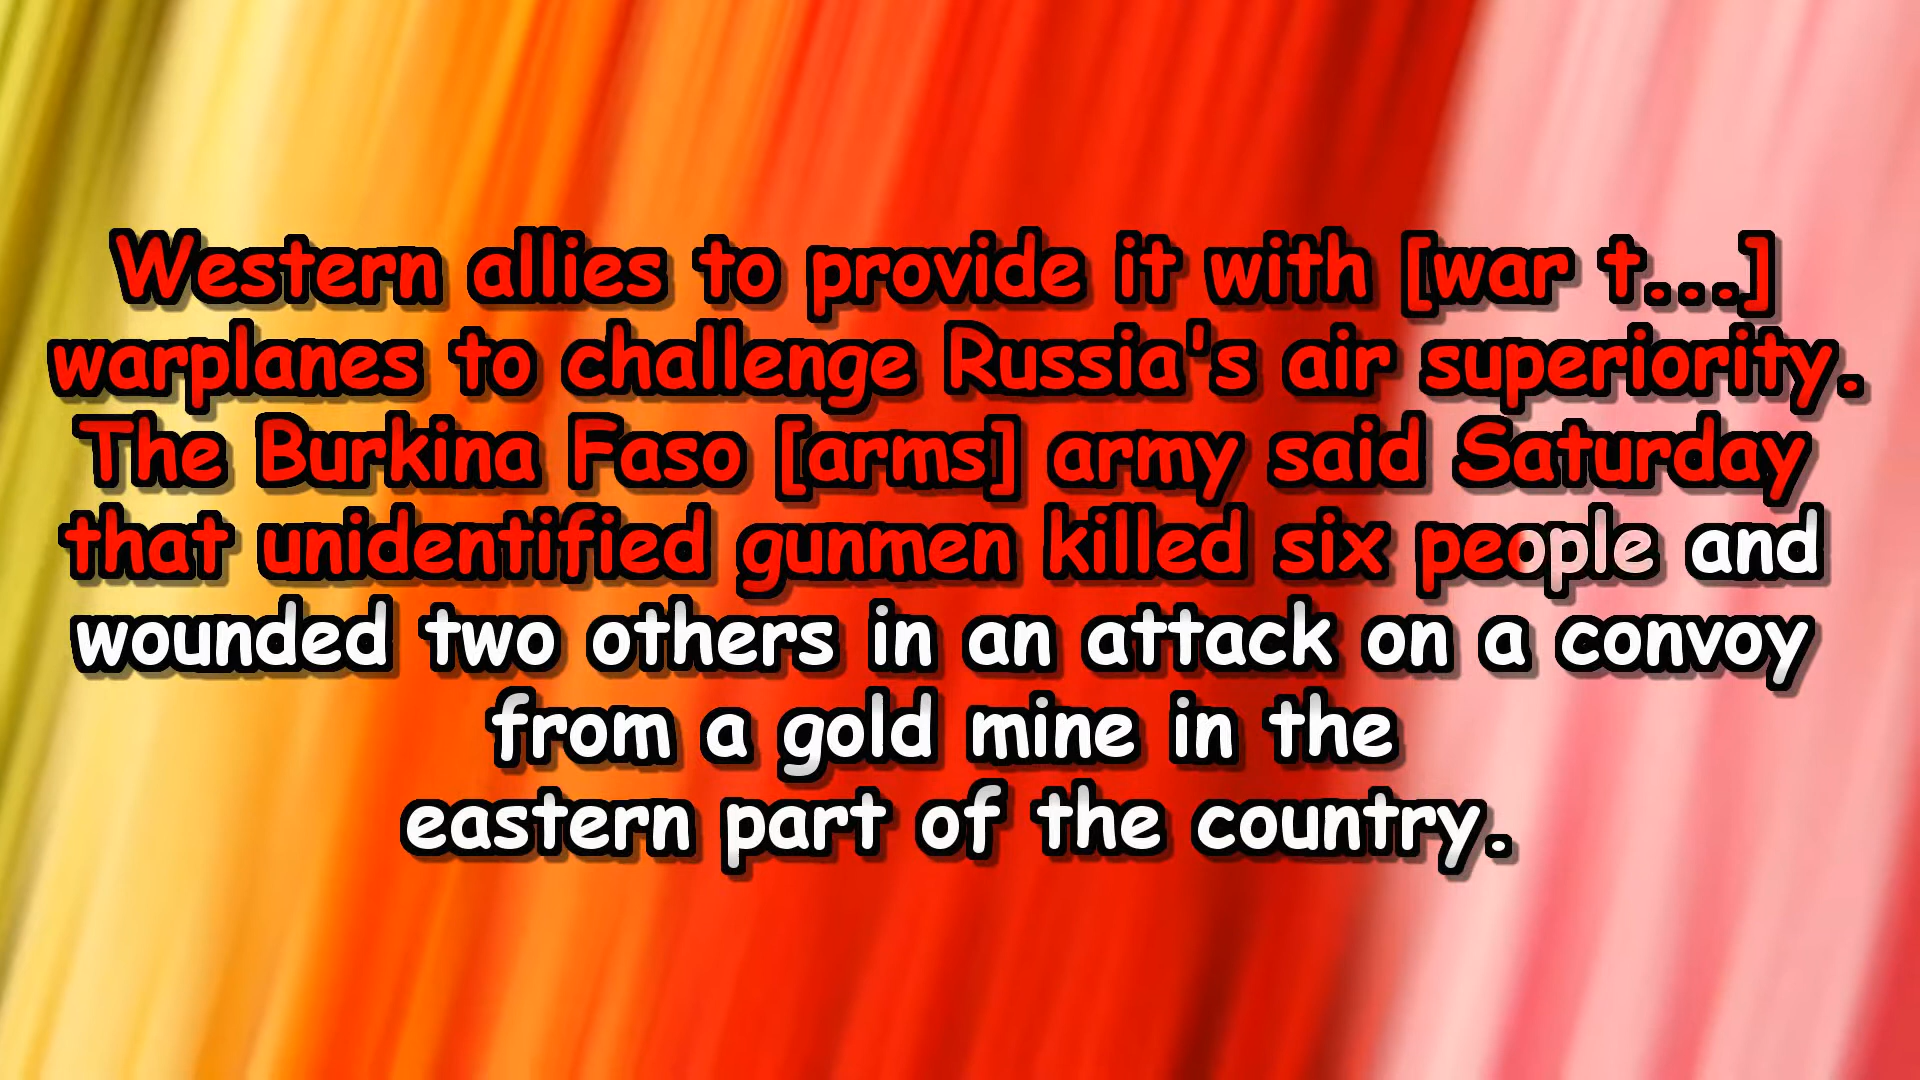 Western allies to provide it with [war t...]
warplanes to challenge Russia's air superiority.
The Burkina Faso [arms] army said Saturday
that unidentified gunmen killed six people and
wounded two others in an attack on a convoy
from a gold mine in the
eastern part of the country.